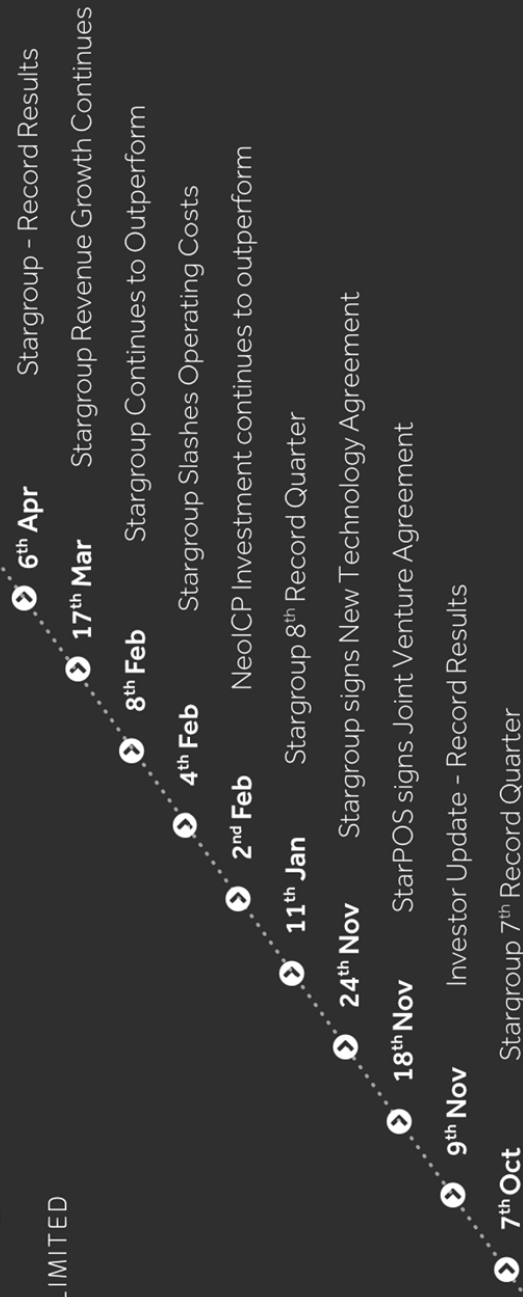 LIMITED
6th Apr Stargroup - Record Results
17th Mar Stargroup Revenue Growth Continues
8th Feb Stargroup Continues to Outperform
4th Feb Stargroup Slashes Operating Costs
2nd Feb NeoICP Investment continues to outperform
11th Jan Stargroup 8th Record Quarter
24th Nov Stargroup signs New Technology Agreement
18th Nov StarPOS signs Joint Venture Agreement
9th Nov Investor Update - Record Results
7th Oct Stargroup 7th Record Quarter